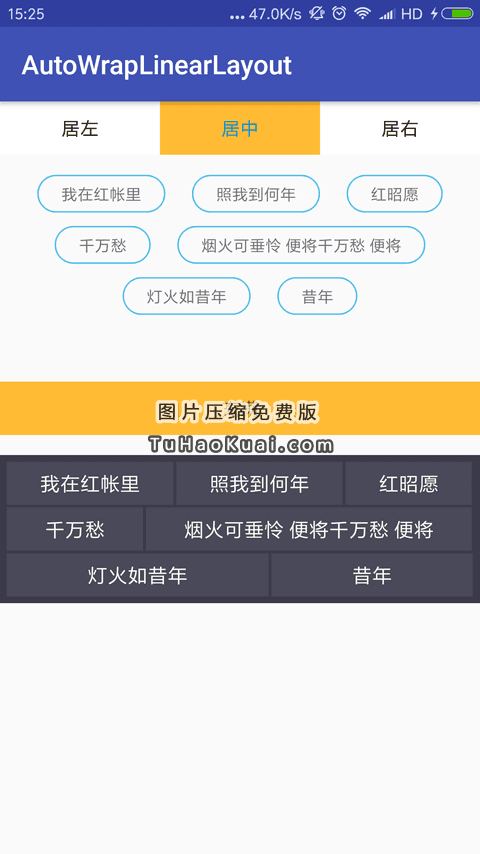 15:25 ... 47.0K/s HD
AutoWrapLinearLayout
居左 居中 居右
我在红帐里 照我到何年 红昭愿
千万愁 烟火可垂怜 便将千万愁 便将
灯火如昔年 昔年
图片压缩免费版
TuHaoKuai.com
我在红帐里 照我到何年 红昭愿
千万愁 烟火可垂怜 便将千万愁 便将
灯火如昔年 昔年